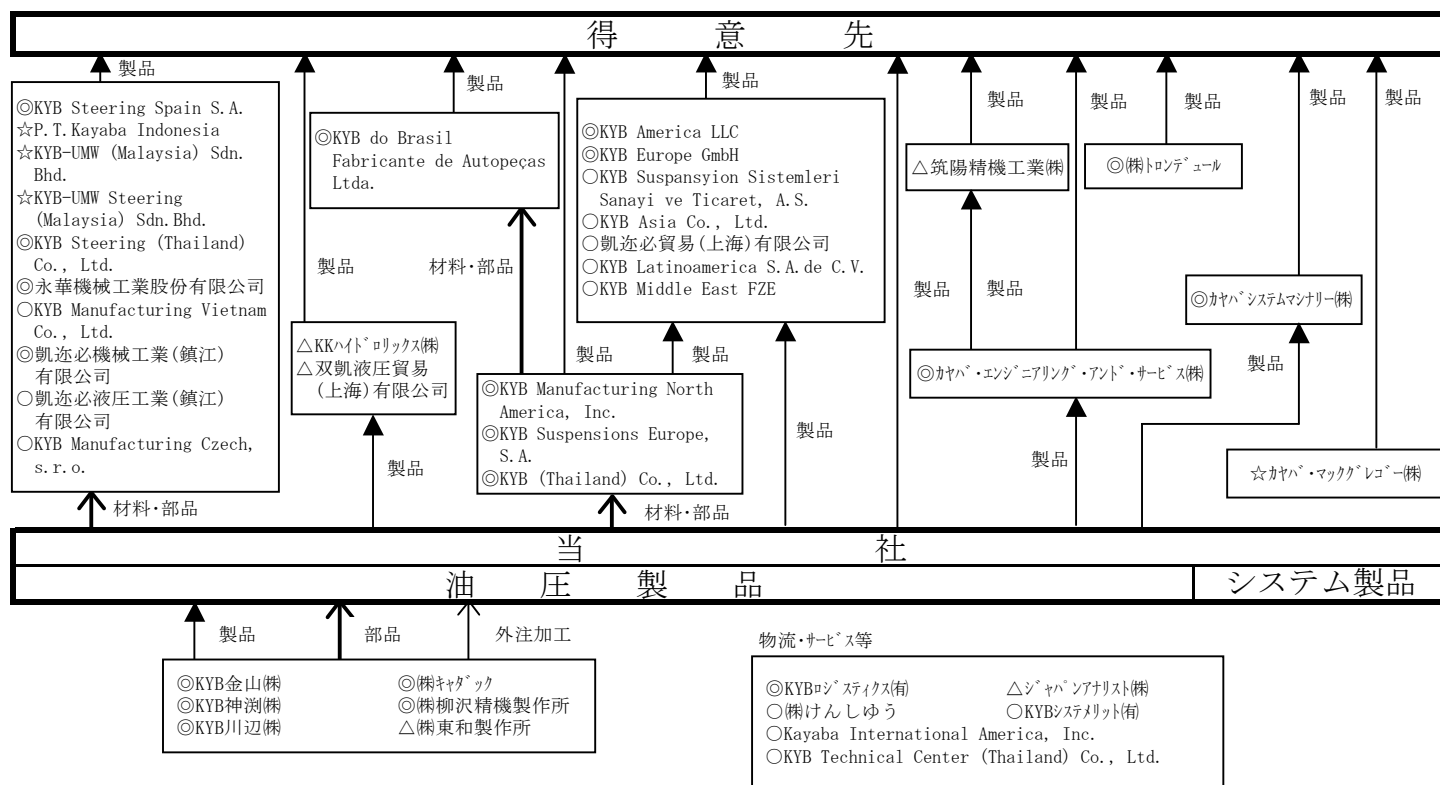 得意先
製品
◎KYB Steering Spain S.A.
☆P.T.Kayaba Indonesia
☆KYB-UMW (Malaysia) Sdn.
Bhd.
☆KYB-UMW Steering
(Malaysia) Sdn.Bhd.
◎KYB Steering (Thailand)
Co., Ltd.
◎永華機械工業股份有限公司
○KYB Manufacturing Vietnam
Co., Ltd.
◎凱迩必機械工業(鎮江)
有限公司
○凱迩必液圧工業(鎮江)
有限公司
○KYB Manufacturing Czech,
s.r.o.
材料・部品
製品
△KKﾊｲﾄﾞﾛﾘｯｸｽ㈱
△双凱液圧貿易
(上海)有限公司
製品
製品
◎KYB do Brasil
Fabricante de Autopeças
Ltda.
材料・部品
製品
◎KYB Manufacturing North
America, Inc.
◎KYB Suspensions Europe,
S.A.
◎KYB (Thailand) Co., Ltd.
材料・部品
製品
◎KYB America LLC
◎KYB Europe GmbH
○KYB Suspansyion Sistemleri
Sanayi ve Ticaret, A.S.
○KYB Asia Co., Ltd.
○凱迩必貿易(上海)有限公司
○KYB Latinoamerica S.A.de C.V.
○KYB Middle East FZE
製品
製品
製品
△筑陽精機工業㈱
製品
製品
製品
◎ｶﾔﾊﾞ・ｴﾝｼﾞﾆｱﾘﾝｸﾞ・ｱﾝﾄﾞ・ｻｰﾋﾞｽ㈱
製品
製品
◎㈱ﾄﾛﾝﾃﾞｭｰﾙ
製品
◎ｶﾔﾊﾞｼｽﾃﾑﾏｼﾅﾘｰ㈱
製品
製品
☆ｶﾔﾊﾞ・ﾏｯｸｸﾞﾚｺﾞｰ㈱
当社
油圧製品
システム製品
製品
部品
外注加工
◎KYB金山㈱ ◎㈱ｷｬﾀﾞｯｸ
◎KYB神渕㈱ ◎㈱柳沢精機製作所
◎KYB川辺㈱ △㈱東和製作所
物流・ｻｰﾋﾞｽ等
◎KYBﾛｼﾞｽﾃｨｸｽ㈲ △ｼﾞｬﾊﾟﾝｱﾅﾘｽﾄ㈱
○㈱けんしゆう ○KYBｼｽﾃﾒﾘｯﾄ㈲
○Kayaba International America, Inc.
○KYB Technical Center (Thailand) Co., Ltd.